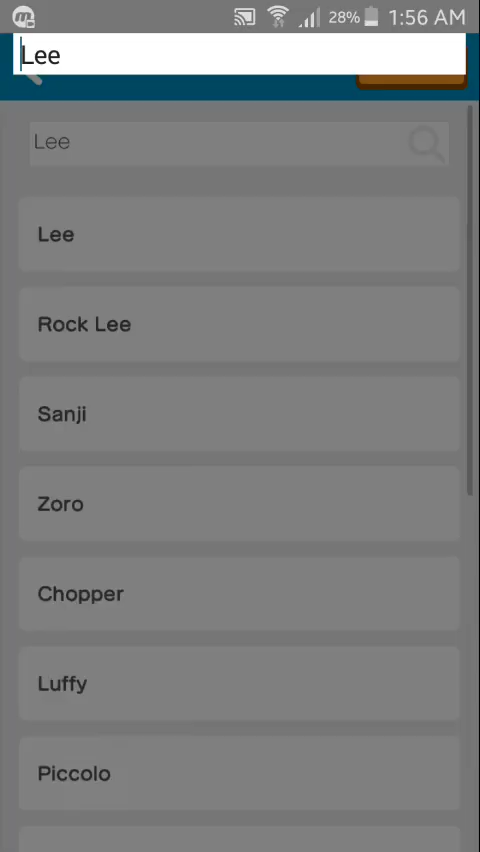 28% 1:56 AM
Lee
Lee
Lee
Rock Lee
Sanji
Zoro
Chopper
Luffy
Piccolo